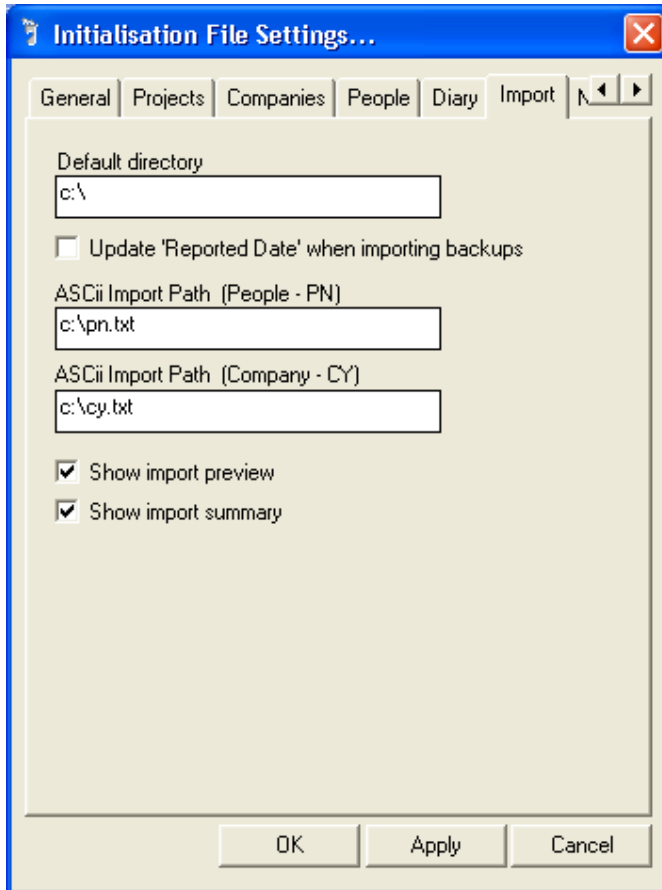 Initialisation File Settings...
General Projects Companies People Diary Import
Default directory
c:\
Update 'Reported Date' when importing backups
ASCii Import Path (People - PN)
c:\pn.txt
ASCii Import Path (Company - CY)
c:\cy.txt
Show import preview
Show import summary
OK Apply Cancel